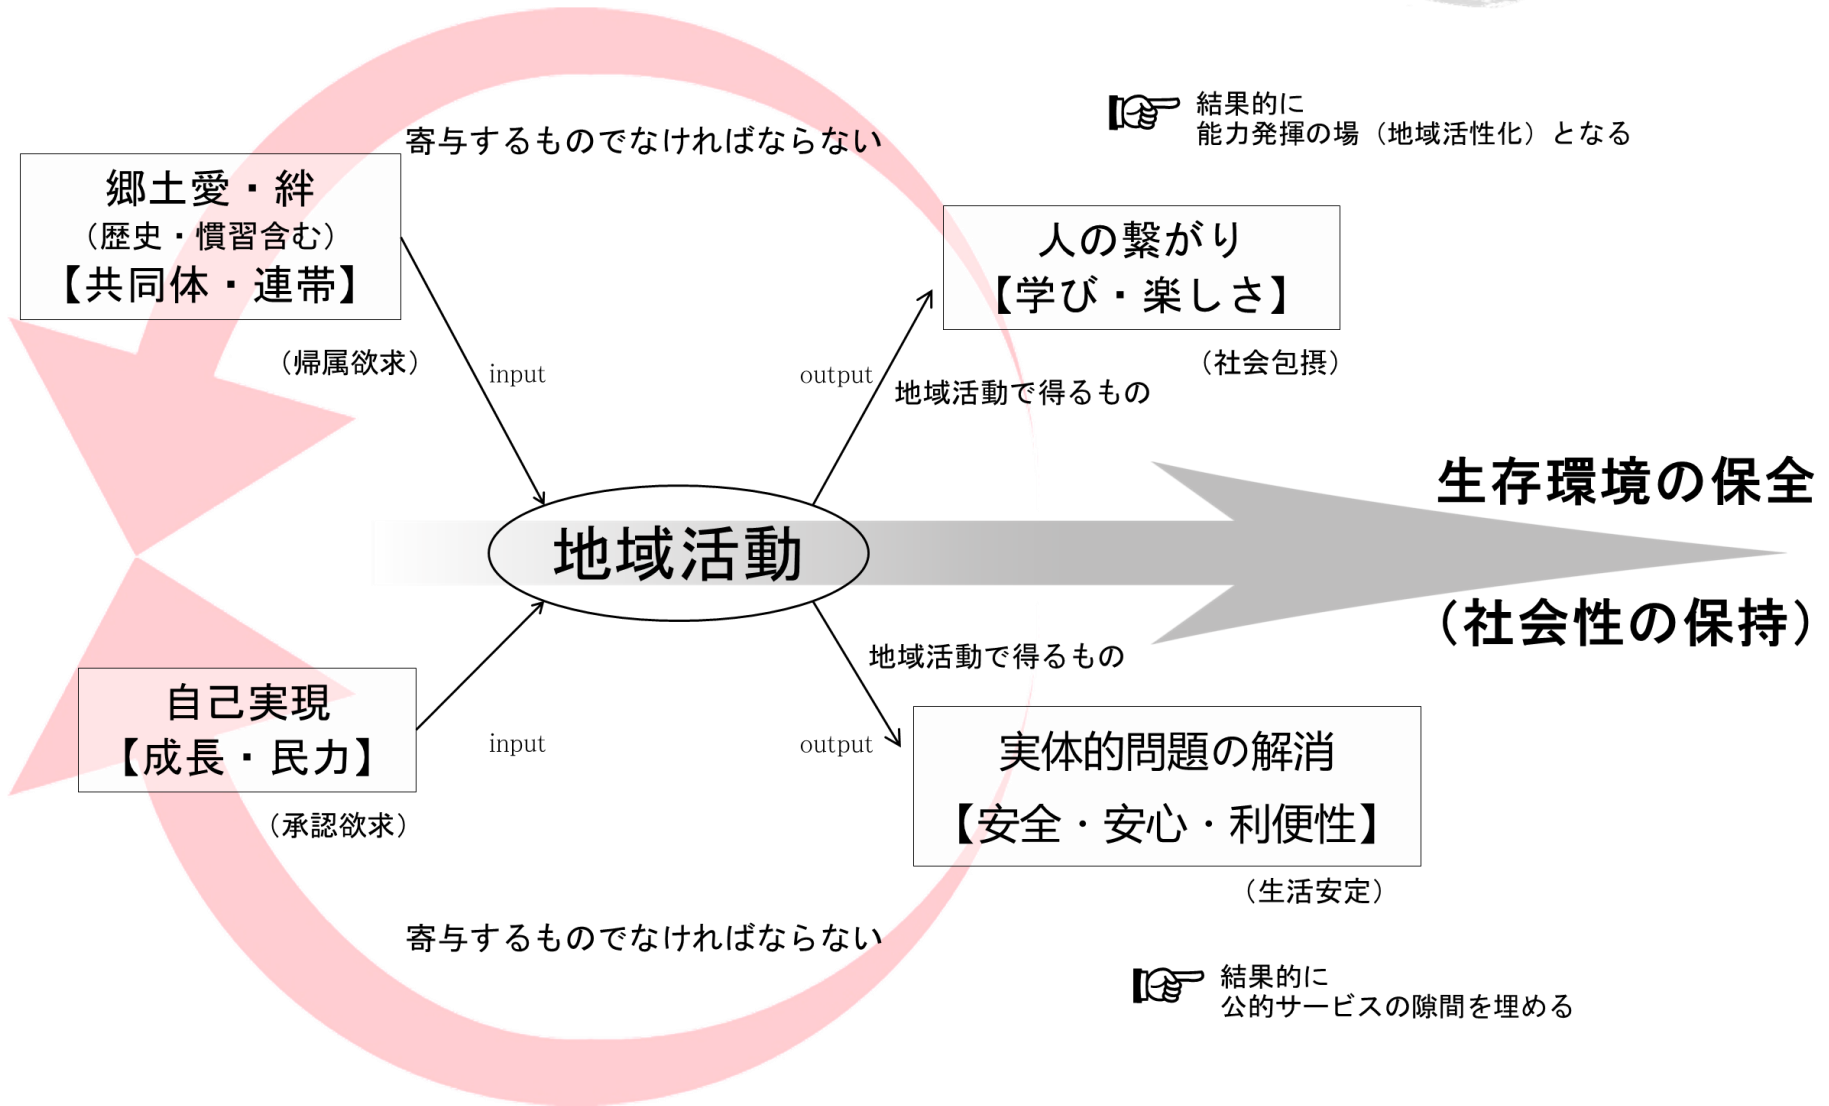 結果的に
能力発揮の場（地域活性化）となる
寄与するものでなければならない
郷土愛・絆
（歴史・慣習含む）
【共同体・連帯】
（帰属欲求）
人の繋がり
【学び・楽しさ】
（社会包摂）
input
output
地域活動で得るもの
地域活動
生存環境の保全
（社会性の保持）
地域活動で得るもの
自己実現
【成長・民力】
（承認欲求）
input
output
実体的問題の解消
【安全・安心・利便性】
（生活安定）
寄与するものでなければならない
結果的に
公的サービスの隙間を埋める